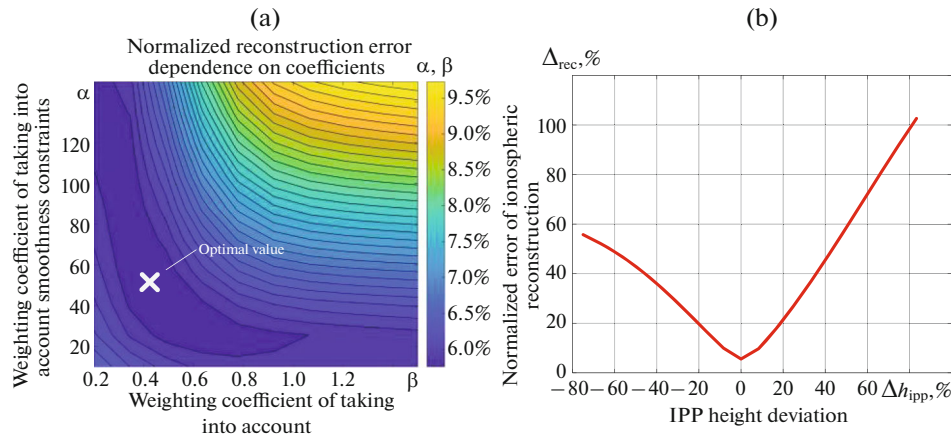 (a)
Normalized reconstruction error
dependence on coefficients
α, β
Weighting coefficient of taking into
account smoothness constraints
α
120
100
80
60
40
20
Optimal value
0.2 0.4 0.6 0.8 1.0 1.2 β
Weighting coefficient of taking
into account
9.5%
9.0%
8.5%
8.0%
7.5%
7.0%
6.5%
6.0%
(b)
Δrec,%
Normalized error of ionospheric
reconstruction
100
80
60
40
20
0
−80 −60 −40 −20 0 20 40 60 Δhipp,%
IPP height deviation